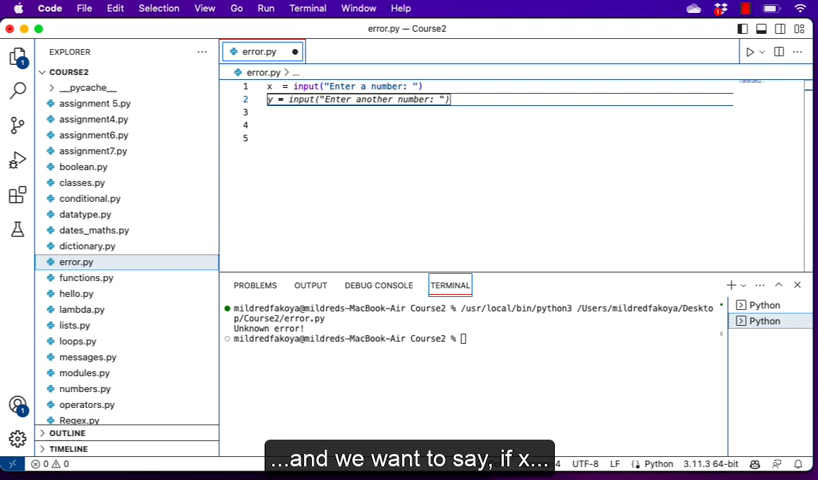 Code File Edit Selection View Go Run Terminal Window Help
error.py — Course2
EXPLORER
COURSE2
__pycache__
assignment 5.py
assignment4.py
assignment6.py
assignment7.py
boolean.py
classes.py
conditional.py
datatype.py
dates_maths.py
dictionary.py
error.py
functions.py
hello.py
lambda.py
lists.py
loops.py
messages.py
modules.py
numbers.py
operators.py
Regex.py
OUTLINE
TIMELINE
1
1
error.py
error.py > ...
1 x  = input("Enter a number: ")
2 y = input("Enter another number: ")
3
4
5
PROBLEMS OUTPUT DEBUG CONSOLE TERMINAL
mildredfakoya@mildreds-MacBook-Air Course2 % /usr/local/bin/python3 /Users/mildredfakoya/Deskto
p/Course2/error.py
Unknown error!
mildredfakoya@mildreds-MacBook-Air Course2 %
Python
Python
...and we want to say, if x...
0 0 4 UTF-8 LF Python 3.11.3 64-bit